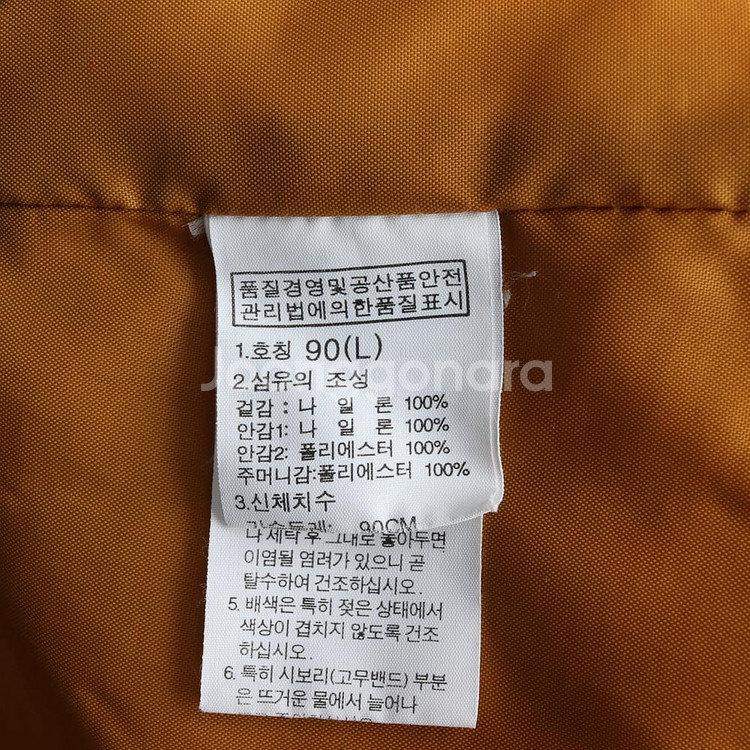 품질경영및공산품안전
관리법에의한품질표시
1.호칭 90(L)
Joonggonara
2.섬유의 조성
겉감 : 나 일 론 100%
안감1: 나 일 론 100%
안감2: 폴리에스터 100%
주머니감:폴리에스터 100%
3.신체치수
가슴둘레: 90CM
나 세탁 후 그대로 놓아두면
이염될 염려가 있으니 곧
탈수하여 건조하십시오.
5. 배색은 특히 젖은 상태에서
색상이 겹치지 않도록 건조
하십시오.
6. 특히 시보리(고무밴드) 부분
은 뜨거운 물에서 늘어나